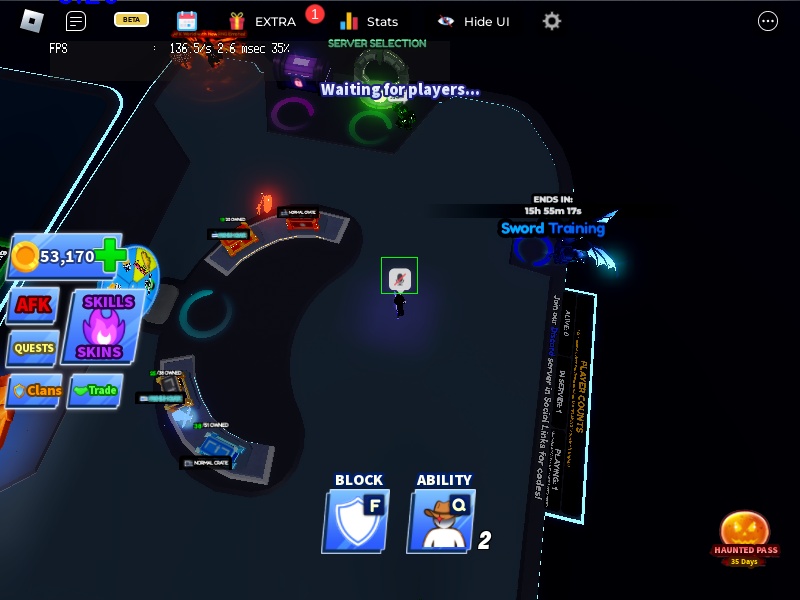 BETA
EXTRA
1
Stats
Hide UI
FPS : 136.5/s 2.6 msec 35%
SERVER SELECTION
Waiting for players...
NORMAL CRATE
ENDS IN:
15h 55m 17s
Sword Training
53,170
AFK
SKILLS
SKINS
QUESTS
Clans
Trade
NORMAL CRATE
PLAYER COUNTS
ALIVE: 0
IN SERVER: 1
PLAYING: 1
Join our Discord server in Social Links for codes!
BLOCK
F
ABILITY
Q
2
HAUNTED PASS
35 Days